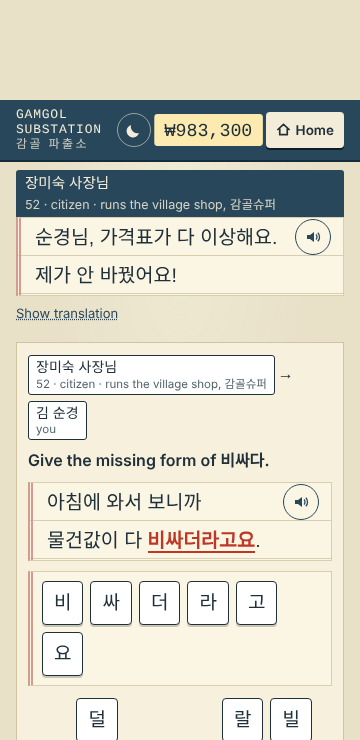 GAMGOL
SUBSTATION
감골 파출소
₩983,300
Home
장미숙 사장님
52 · citizen · runs the village shop, 감골슈퍼
순경님, 가격표가 다 이상해요.
제가 안 바꿨어요!
Show translation
장미숙 사장님
52 · citizen · runs the village shop, 감골슈퍼
→
김 순경
you
Give the missing form of 비싸다.
아침에 와서 보니까
물건값이 다 비싸더라고요.
비 싸 더 라 고
요
덜 랄 빌